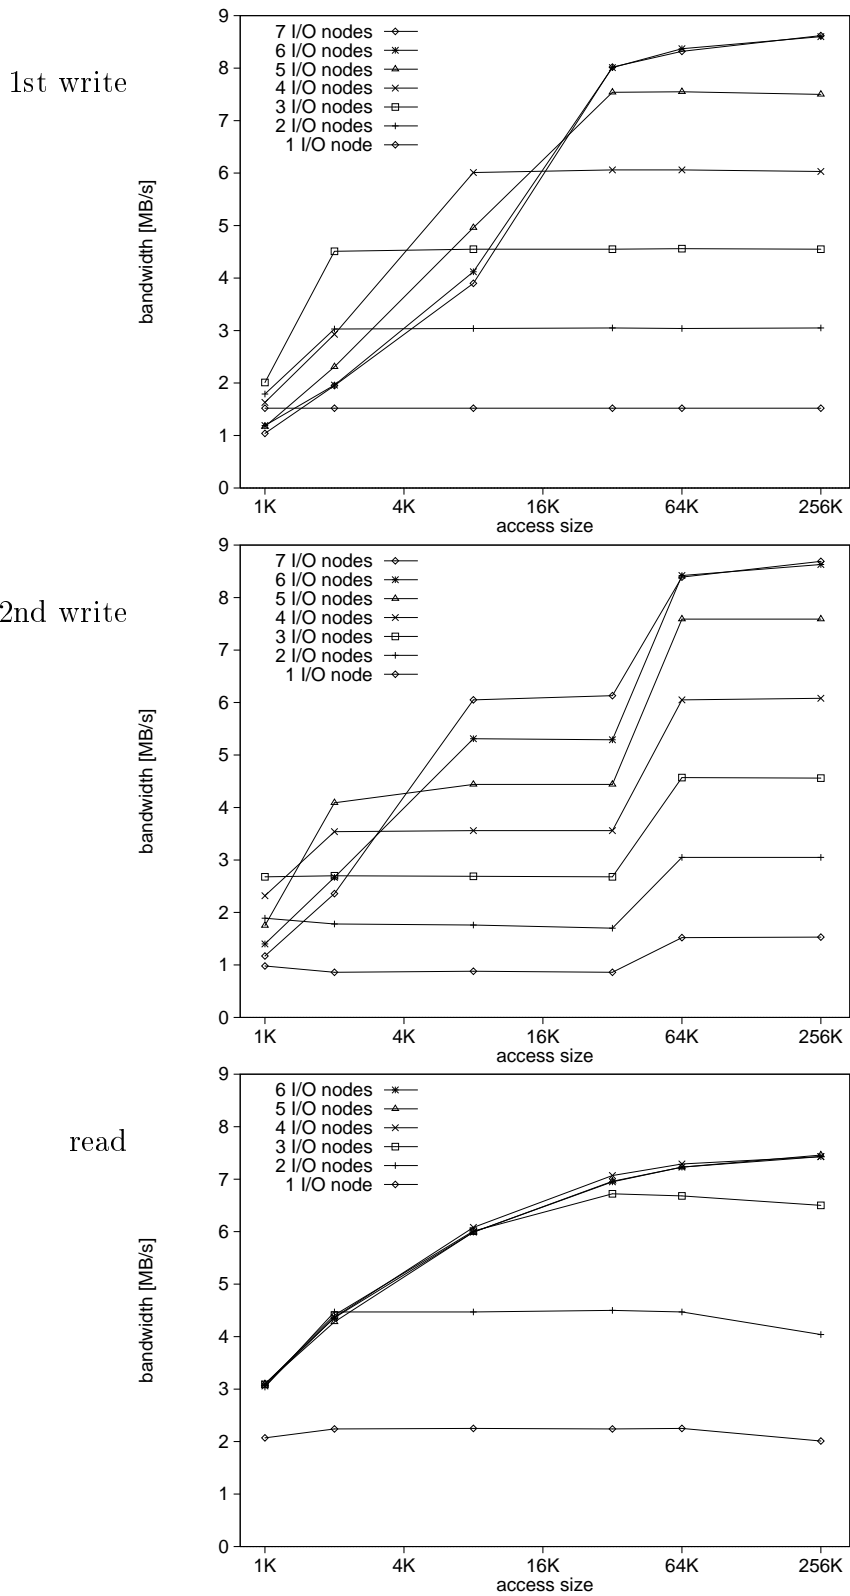 1st write
bandwidth [MB/s]
9
8
7
6
5
4
3
2
1
0
7 I/O nodes
6 I/O nodes
5 I/O nodes
4 I/O nodes
3 I/O nodes
2 I/O nodes
1 I/O node
1K 4K 16K 64K 256K
access size
2nd write
bandwidth [MB/s]
9
8
7
6
5
4
3
2
1
0
7 I/O nodes
6 I/O nodes
5 I/O nodes
4 I/O nodes
3 I/O nodes
2 I/O nodes
1 I/O node
1K 4K 16K 64K 256K
access size
read
bandwidth [MB/s]
9
8
7
6
5
4
3
2
1
0
6 I/O nodes
5 I/O nodes
4 I/O nodes
3 I/O nodes
2 I/O nodes
1 I/O node
1K 4K 16K 64K 256K
access size